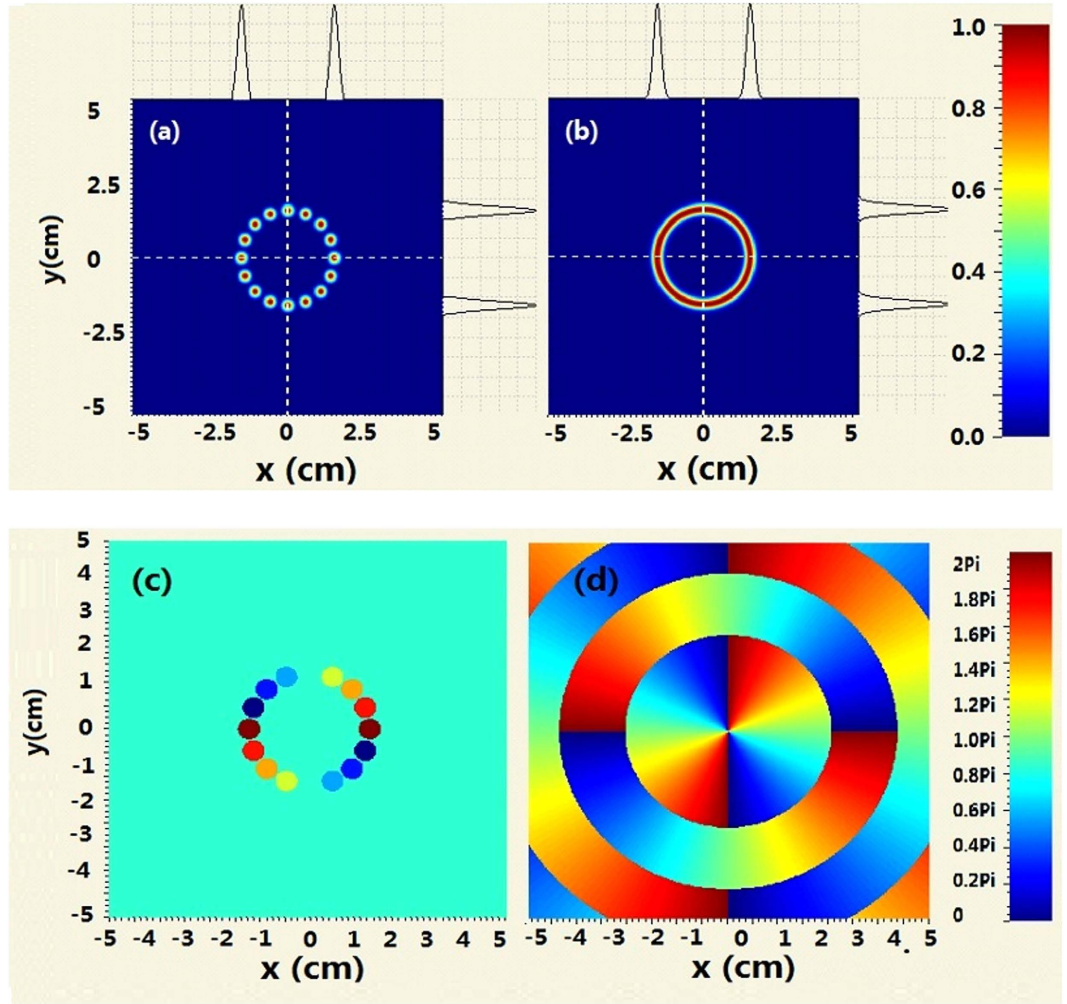 (a)
(b)
y(cm)
5
2.5
0
-2.5
-5
-5 -2.5 0 2.5 5
x (cm)
-5 -2.5 0 2.5 5
x (cm)
1.0
0.8
0.6
0.4
0.2
0.0
(c)
(d)
y(cm)
5
4
3
2
1
0
-1
-2
-3
-4
-5
-5 -4 -3 -2 -1 0 1 2 3 4 5
x (cm)
-5 -4 -3 -2 -1 0 1 2 3 4 5
x (cm)
2Pi
1.8Pi
1.6Pi
1.4Pi
1.2Pi
1.0Pi
0.8Pi
0.6Pi
0.4Pi
0.2Pi
0